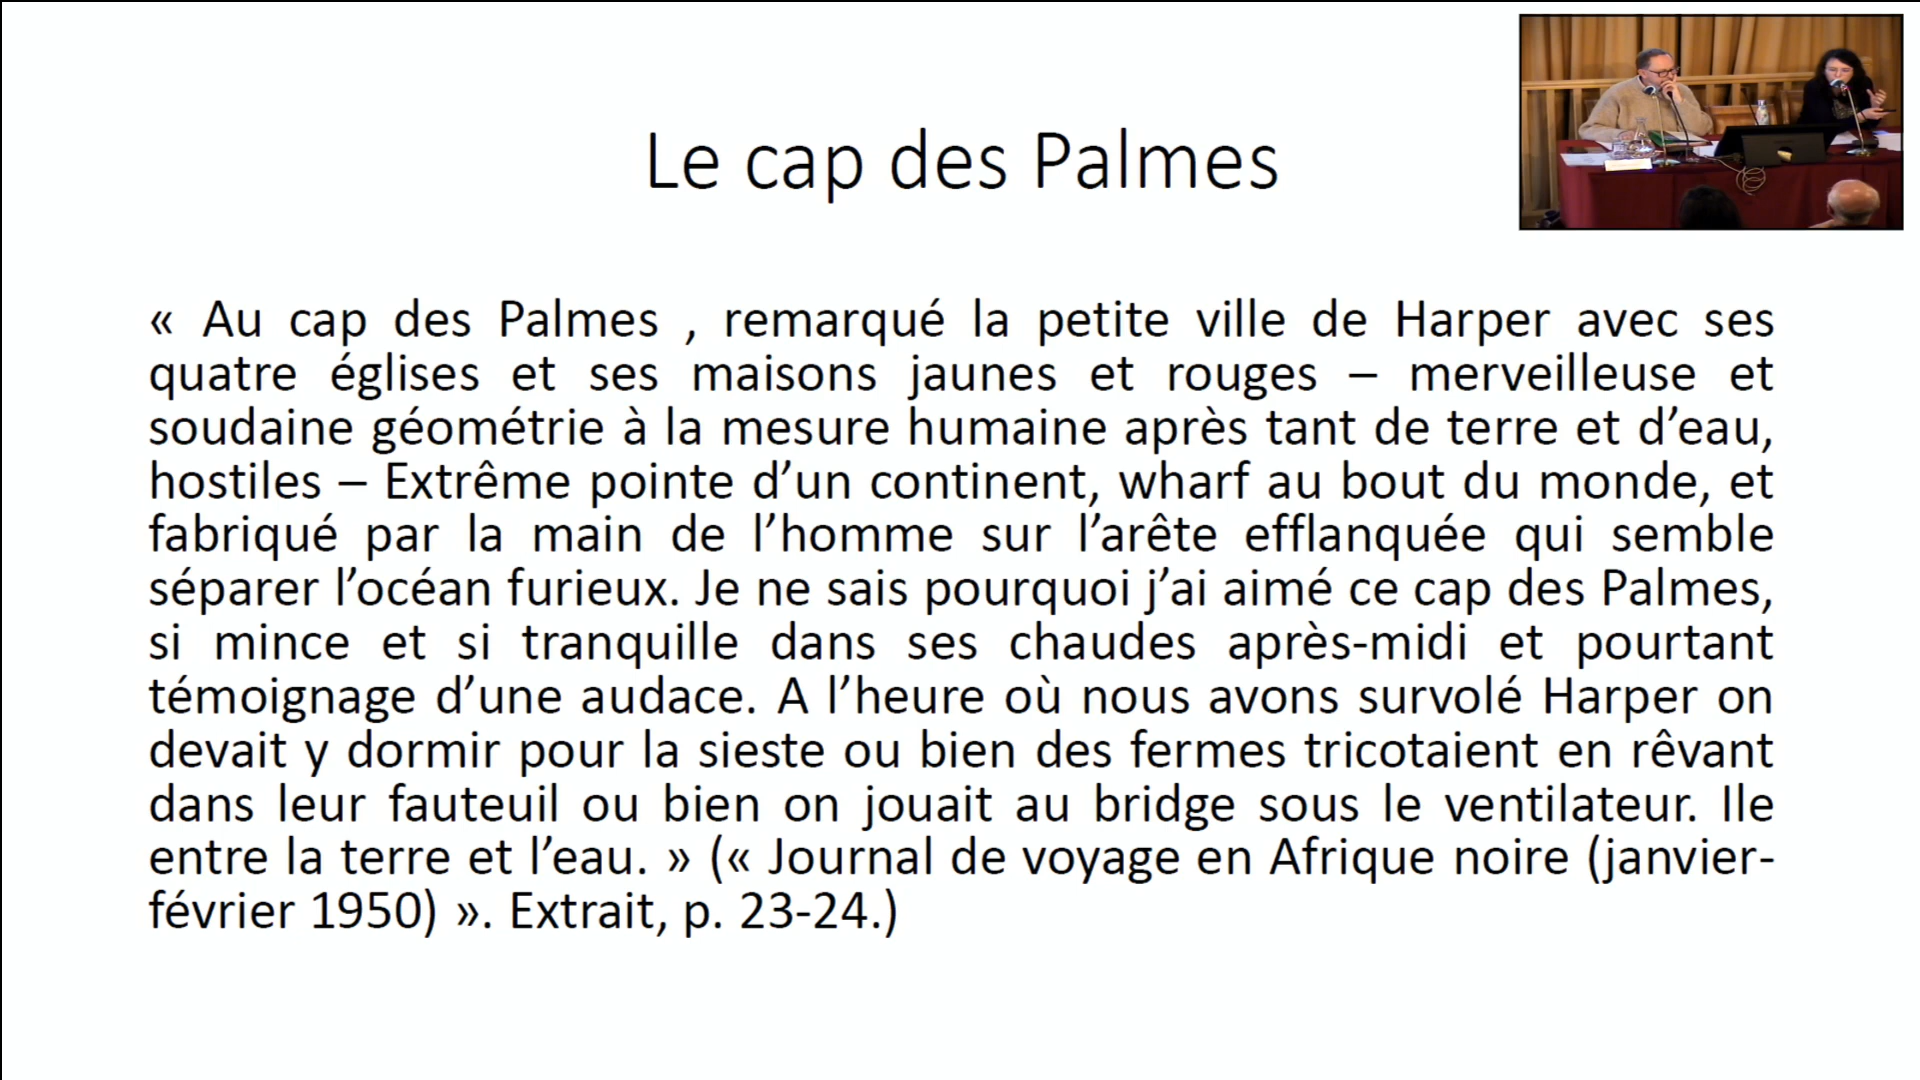 Le cap des Palmes
« Au cap des Palmes , remarqué la petite ville de Harper avec ses
quatre églises et ses maisons jaunes et rouges – merveilleuse et
soudaine géométrie à la mesure humaine après tant de terre et d’eau,
hostiles – Extrême pointe d’un continent, wharf au bout du monde, et
fabriqué par la main de l’homme sur l’arête efflanquée qui semble
séparer l’océan furieux. Je ne sais pourquoi j’ai aimé ce cap des Palmes,
si mince et si tranquille dans ses chaudes après-midi et pourtant
témoignage d’une audace. A l’heure où nous avons survolé Harper on
devait y dormir pour la sieste ou bien des fermes tricotaient en rêvant
dans leur fauteuil ou bien on jouait au bridge sous le ventilateur. Ile
entre la terre et l’eau. » (« Journal de voyage en Afrique noire (janvier-
février 1950) ». Extrait, p. 23-24.)